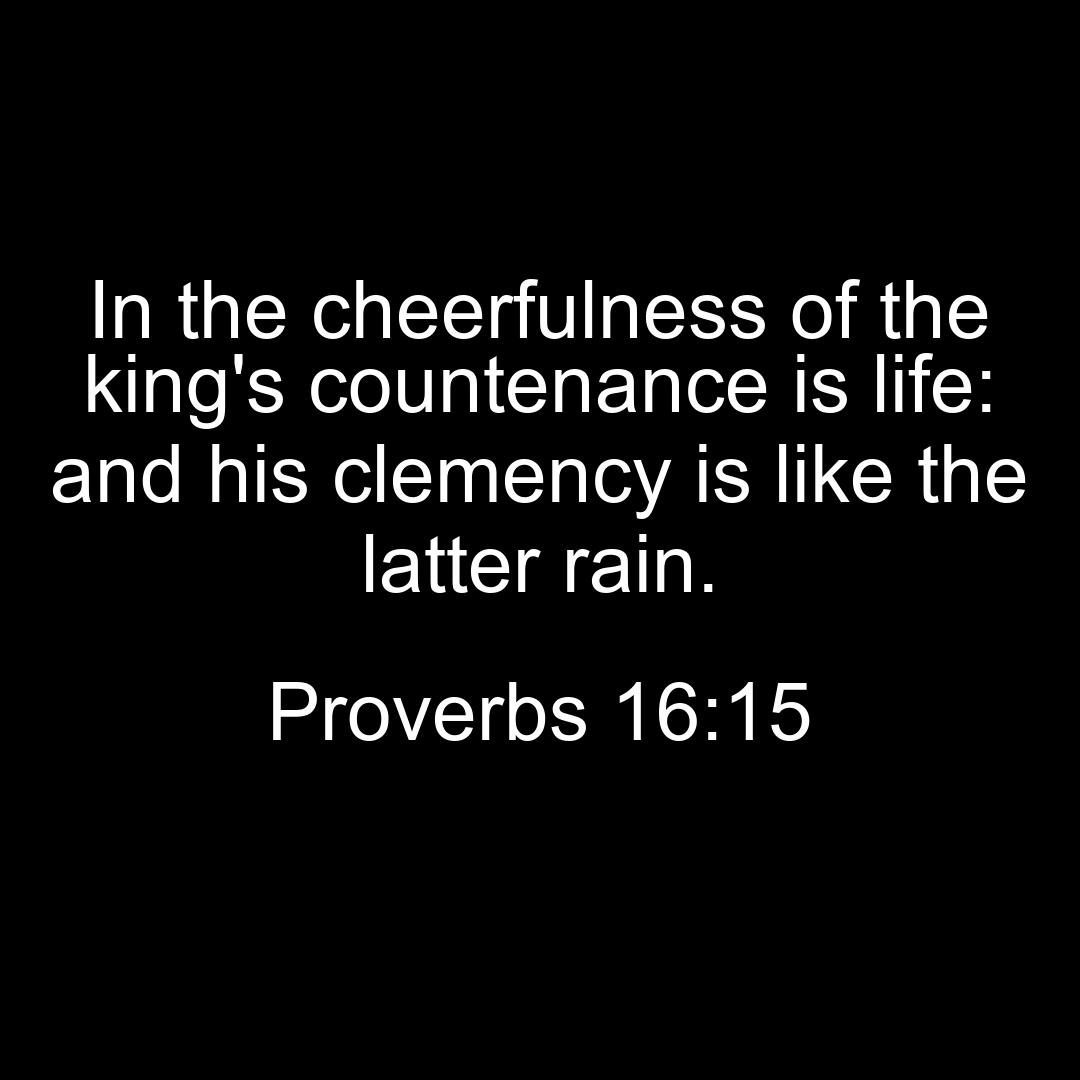 In the cheerfulness of the
king's countenance is life:
and his clemency is like the
latter rain.
Proverbs 16:15